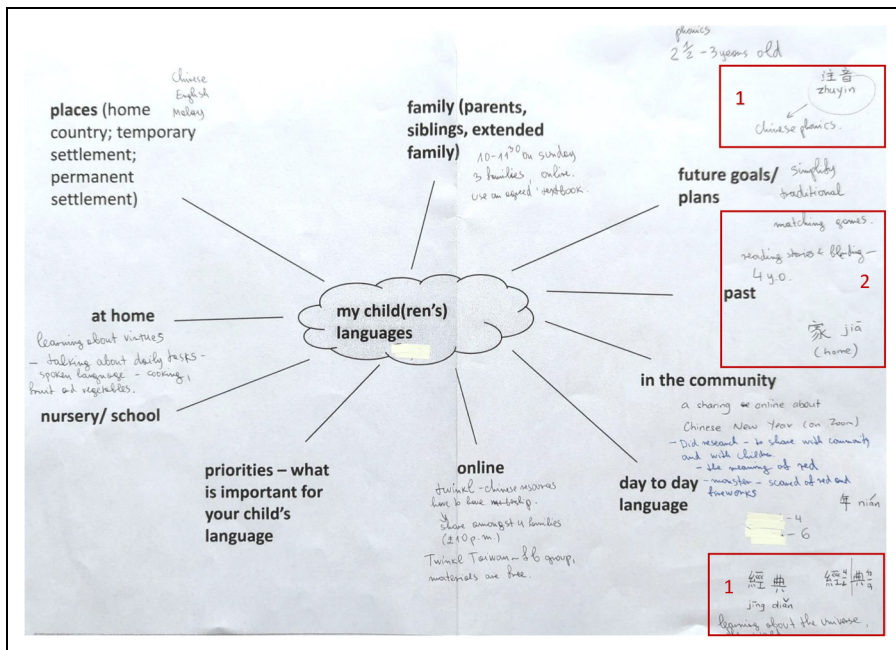 phonics
2 1/2 - 3 years old
1
注音
zhuyin
Chinese phonics.
Chinese
English
Malay
places (home
country; temporary
settlement;
permanent
settlement)
family (parents,
siblings, extended
family)
10-11 30 on sunday
3 families, online.
use an agreed textbook.
future goals/
plans
simplify
traditional
2
matching games.
reading stories & blending -
4 y.o.
past
家 jiā
(home)
my child(ren's)
languages
at home
learning about virtues
- talking about daily tasks -
spoken language - cooking,
fruit and vegetables.
nursery/ school
in the community
a sharing online about
Chinese New Year (on Zoom)
- Did research - to share with community
and with children
- the meaning of red
- monster - scared of red and
fireworks
年 nián
- 4
- 6
priorities – what
is important for
your child's
language
online
twinkl - chinese resources
have to have membership.
share amongst 4 families
(210 p.m.)
Twinkl Taiwan - fb group,
materials are free.
day to day
language
1
經典 經 典
jīng diǎn
learning about the universe,